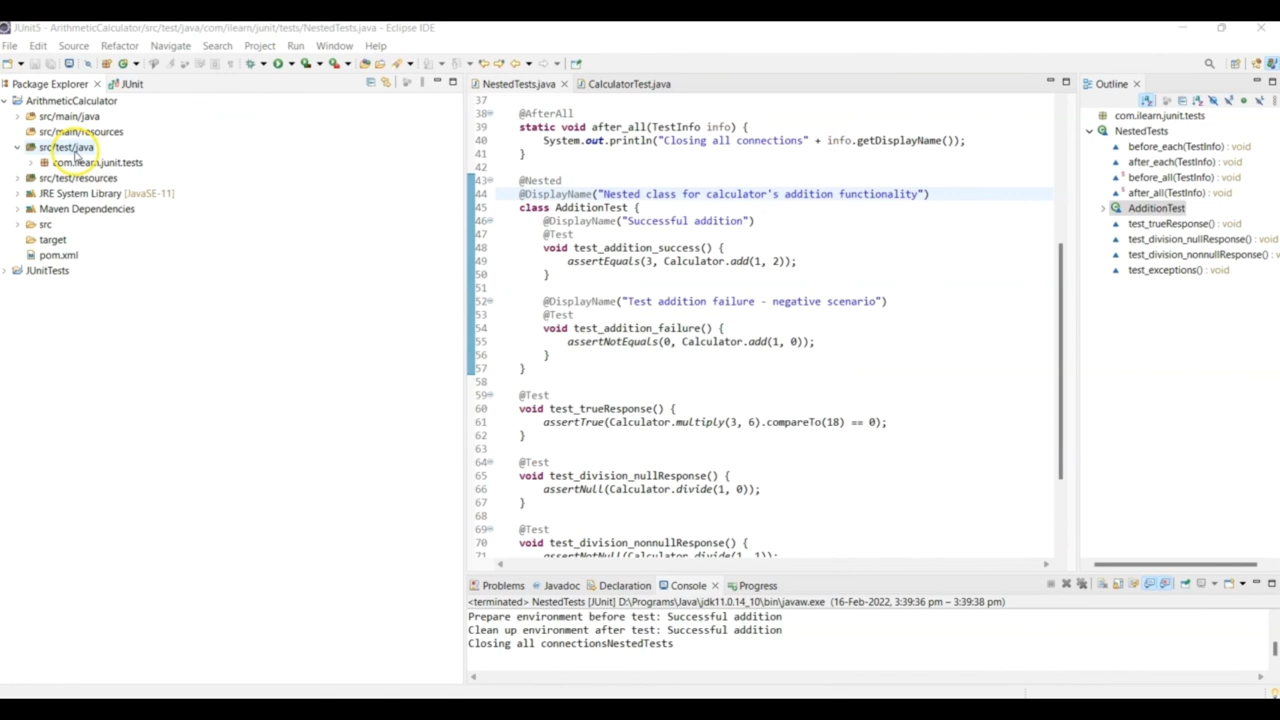 JUnit5 - ArithmeticCalculator/src/test/java/com/ilearn/junit/tests/NestedTests.java - Eclipse IDE
File Edit Source Refactor Navigate Search Project Run Window Help
Package Explorer
JUnit
ArithmeticCalculator
src/main/java
src/main/resources
src/test/java
com.ilearn.junit.tests
src/test/resources
JRE System Library [JavaSE-11]
Maven Dependencies
src
target
pom.xml
JUnitTests
NestedTests.java
CalculatorTest.java
37
38 @AfterAll
39 static void after_all(TestInfo info) {
40 System.out.println("Closing all connections" + info.getDisplayName());
41 }
42
43 @Nested
44 @DisplayName("Nested class for calculator's addition functionality")
45 class AdditionTest {
46 @DisplayName("Successful addition")
47 @Test
48 void test_addition_success() {
49 assertEquals(3, Calculator.add(1, 2));
50 }
51
52 @DisplayName("Test addition failure - negative scenario")
53 @Test
54 void test_addition_failure() {
55 assertNotEquals(0, Calculator.add(1, 0));
56 }
57 }
58
59 @Test
60 void test_trueResponse() {
61 assertTrue(Calculator.multiply(3, 6).compareTo(18) == 0);
62 }
63
64 @Test
65 void test_division_nullResponse() {
66 assertNull(Calculator.divide(1, 0));
67 }
68
69 @Test
70 void test_division_nonnullResponse() {
71 assertNotNull(Calculator.divide(1, 1));
Outline
com.ilearn.junit.tests
NestedTests
before_each(TestInfo) : void
after_each(TestInfo) : void
before_all(TestInfo) : void
after_all(TestInfo) : void
AdditionTest
test_trueResponse() : void
test_division_nullResponse() : void
test_division_nonnullResponse() : v
test_exceptions() : void
Problems Javadoc Declaration Console Progress
<terminated> NestedTests [JUnit] D:\Programs\Java\jdk11.0.14_10\bin\javaw.exe (16-Feb-2022, 3:39:36 pm – 3:39:38 pm)
Prepare environment before test: Successful addition
Clean up environment after test: Successful addition
Closing all connectionsNestedTests